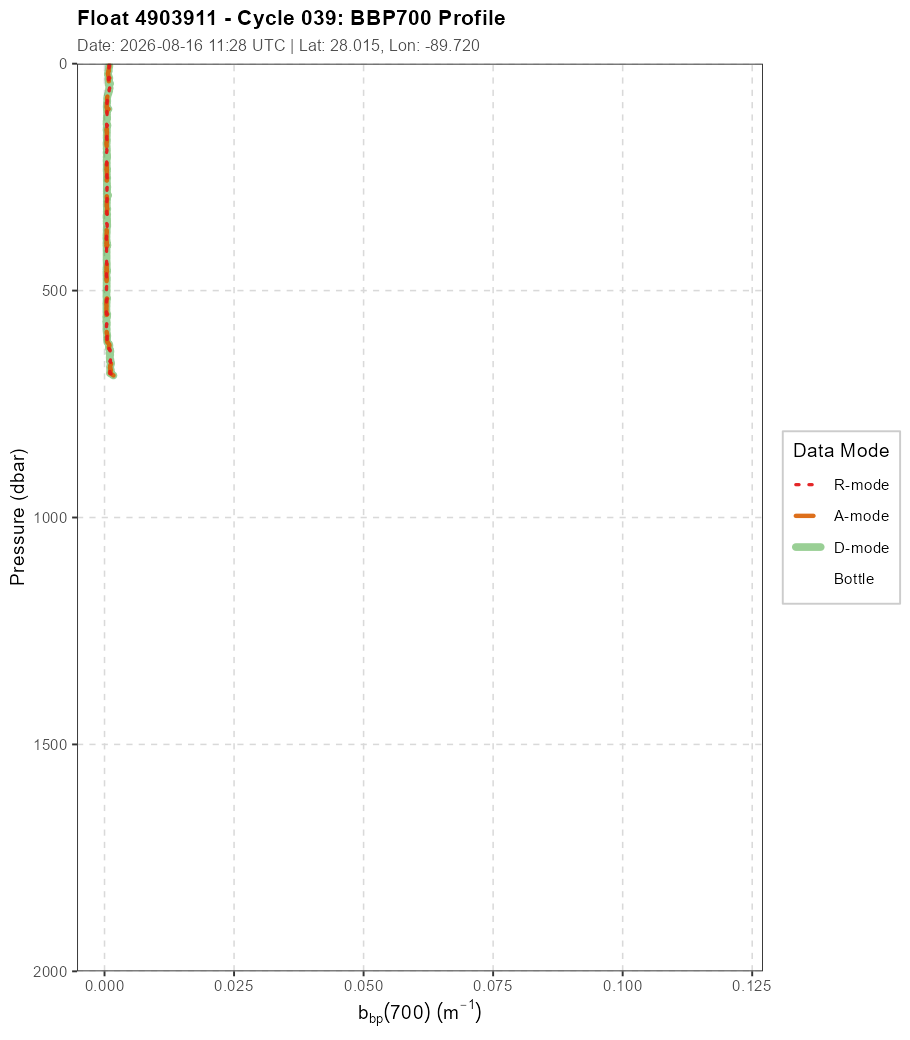 Float 4903911 - Cycle 039: BBP700 Profile
Date: 2026-08-16 11:28 UTC | Lat: 28.015, Lon: -89.720
0
500
1000
1500
2000
Pressure (dbar)
0.000 0.025 0.050 0.075 0.100 0.125
b_bp(700) (m⁻¹)
Data Mode
R-mode
A-mode
D-mode
Bottle